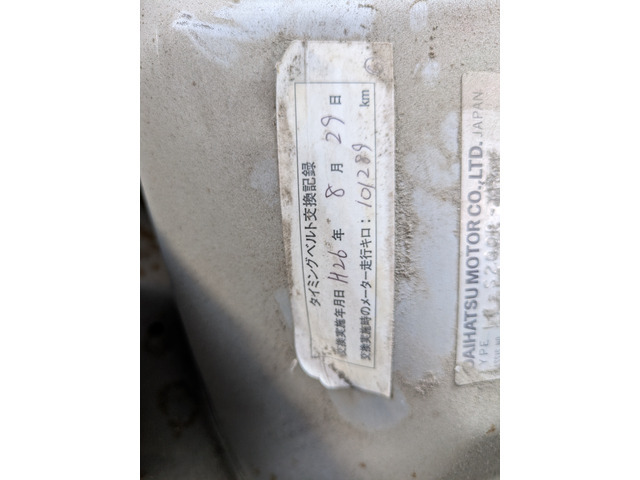 タイミングベルト交換記録
交換実施年月日 H26 年 8 月 29 日
交換実施時のメーター走行キロ: 101289 km
DAIHATSU MOTOR CO.,LTD. JAPAN
TYPE